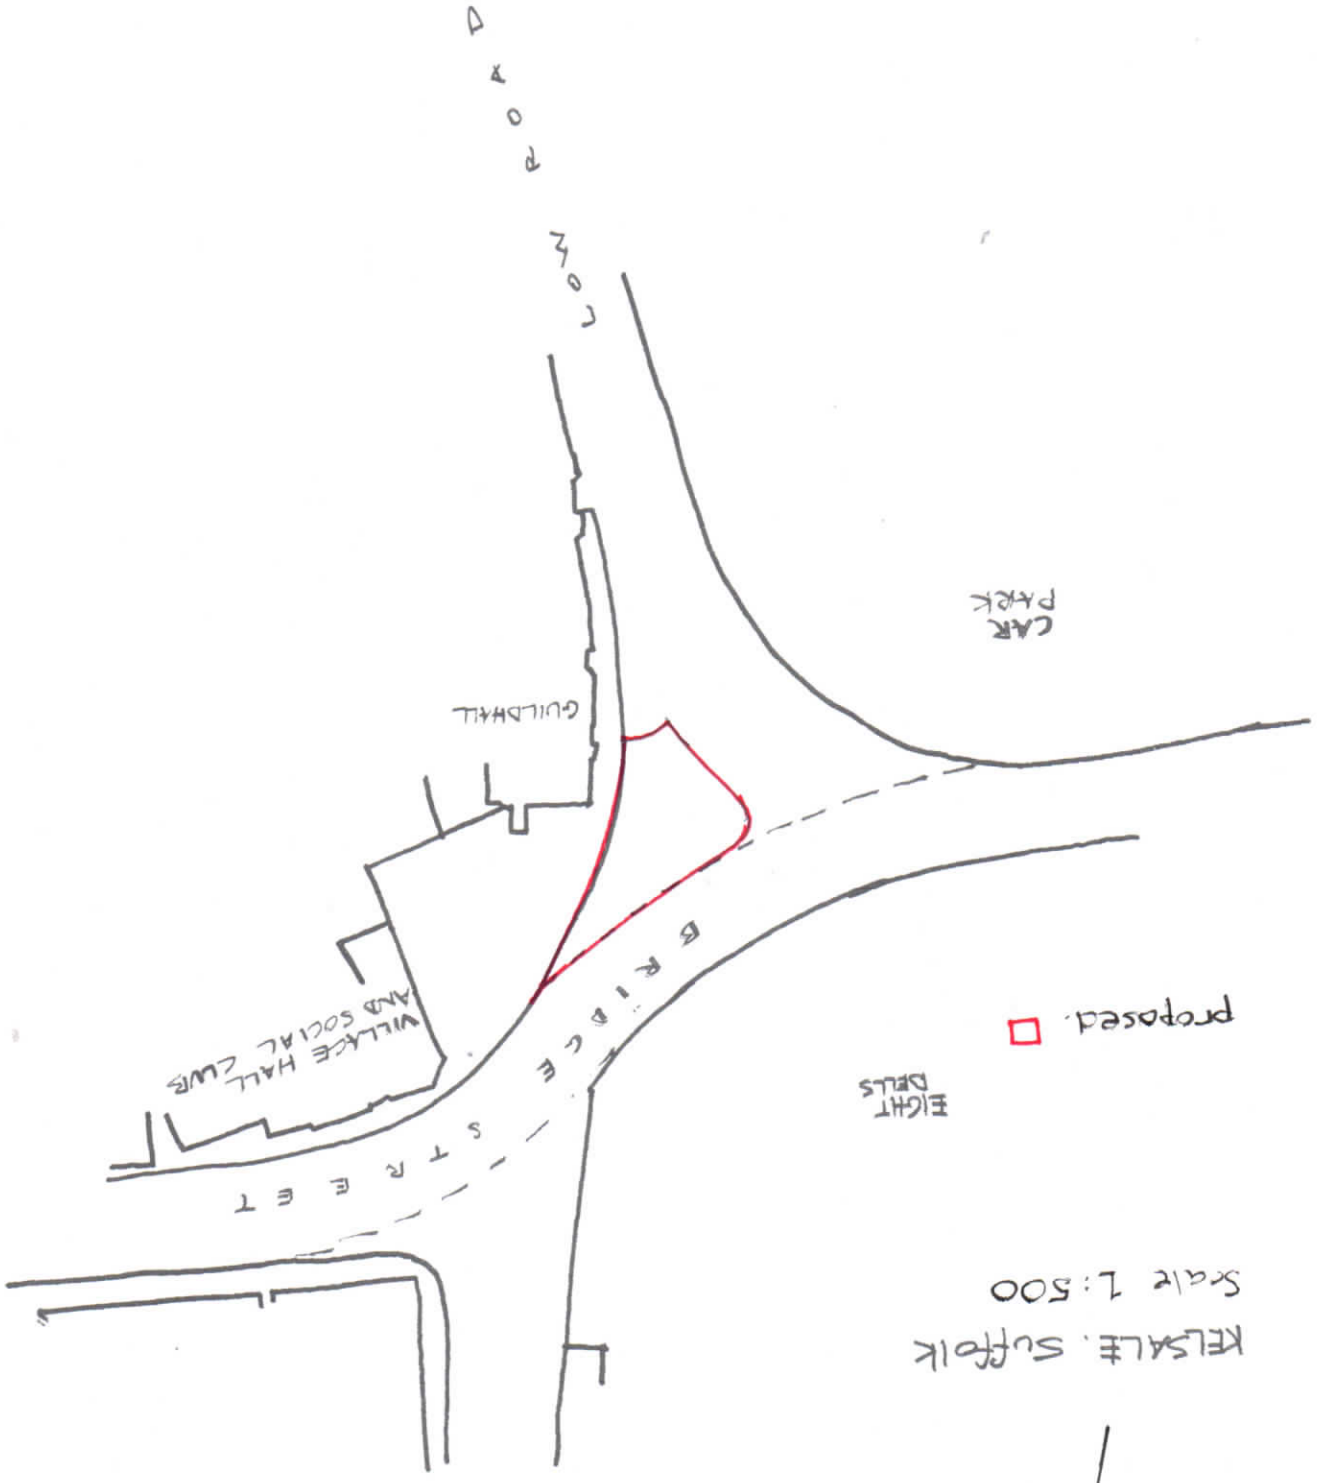 KELSALE. Suffolk
Scale 1:500
EIGHT
BELLS
proposed.
VILLAGE HALL
AND SOCIAL CLUB
BRIDGE STREET
GUILDHALL
CAR
PARK
LOW ROAD